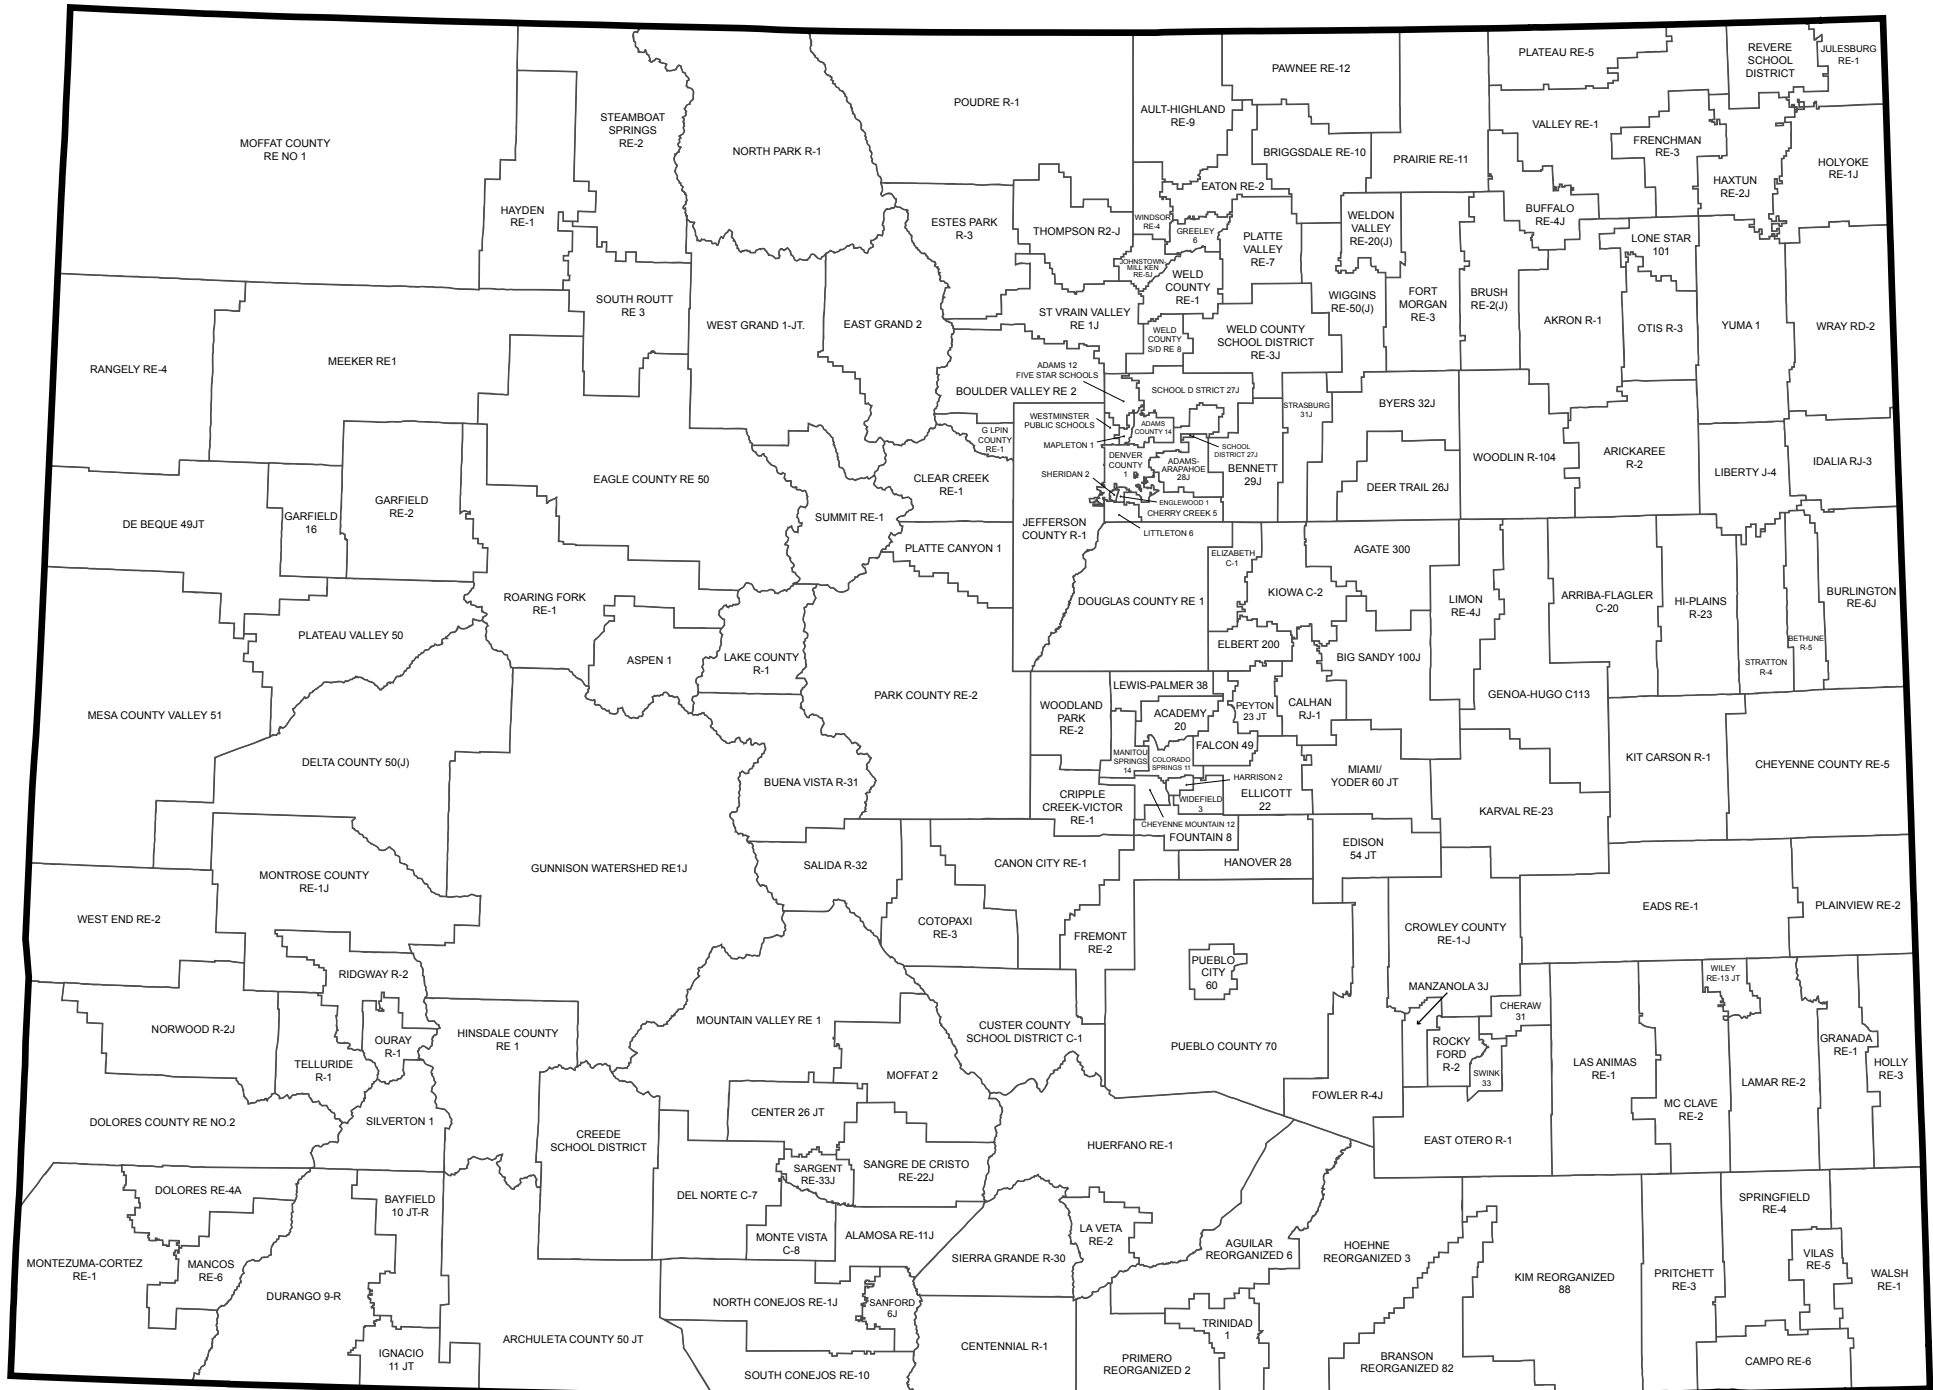 PLATEAU RE-5
REVERE
SCHOOL
DISTRICT
JULESBURG
RE-1
PAWNEE RE-12
POUDRE R-1
AULT-HIGHLAND
RE-9
STEAMBOAT
SPRINGS
RE-2
VALLEY RE-1
MOFFAT COUNTY
RE NO 1
NORTH PARK R-1
BRIGGSDALE RE-10
PRAIRIE RE-11
FRENCHMAN
RE-3
HOLYOKE
RE-1J
HAXTUN
RE-2J
EATON RE-2
HAYDEN
RE-1
ESTES PARK
R-3
THOMPSON R2-J
WINDSOR
RE-4
GREELEY
6
PLATTE
VALLEY
RE-7
WELDON
VALLEY
RE-20(J)
BUFFALO
RE-4J
LONE STAR
101
JOHNSTOWN-
MILL KEN
RE-5J
WELD
COUNTY
RE-1
SOUTH ROUTT
RE 3
WEST GRAND 1-JT.
EAST GRAND 2
ST VRAIN VALLEY
RE 1J
WIGGINS
RE-50(J)
FORT
MORGAN
RE-3
BRUSH
RE-2(J)
AKRON R-1
OTIS R-3
YUMA 1
WRAY RD-2
WELD
COUNTY
S/D RE 8
WELD COUNTY
SCHOOL DISTRICT
RE-3J
RANGELY RE-4
MEEKER RE1
ADAMS 12
FIVE STAR SCHOOLS
BOULDER VALLEY RE 2
SCHOOL D STRICT 27J
STRASBURG
31J
BYERS 32J
WESTMINSTER
PUBLIC SCHOOLS
ADAMS
COUNTY 14
G LPIN
COUNTY
RE-1
MAPLETON 1
SCHOOL
DISTRICT 27J
DENVER
COUNTY
1
ADAMS-
ARAPAHOE
28J
BENNETT
29J
WOODLIN R-104
ARICKAREE
R-2
LIBERTY J-4
IDALIA RJ-3
EAGLE COUNTY RE 50
CLEAR CREEK
RE-1
SHERIDAN 2
DEER TRAIL 26J
GARFIELD
RE-2
GARFIELD
16
DE BEQUE 49JT
SUMMIT RE-1
ENGLEWOOD 1
CHERRY CREEK 5
JEFFERSON
COUNTY R-1
LITTLETON 6
PLATTE CANYON 1
ELIZABETH
C-1
AGATE 300
ROARING FORK
RE-1
DOUGLAS COUNTY RE 1
KIOWA C-2
LIMON
RE-4J
ARRIBA-FLAGLER
C-20
HI-PLAINS
R-23
BURLINGTON
RE-6J
BETHUNE
R-5
STRATTON
R-4
PLATEAU VALLEY 50
ASPEN 1
LAKE COUNTY
R-1
ELBERT 200
BIG SANDY 100J
PARK COUNTY RE-2
LEWIS-PALMER 38
GENOA-HUGO C113
MESA COUNTY VALLEY 51
WOODLAND
PARK
RE-2
ACADEMY
20
PEYTON
23 JT
CALHAN
RJ-1
FALCON 49
MANITOU
SPRINGS
14
COLORADO
SPRINGS 11
DELTA COUNTY 50(J)
KIT CARSON R-1
CHEYENNE COUNTY RE-5
BUENA VISTA R-31
HARRISON 2
MIAMI/
YODER 60 JT
CRIPPLE
CREEK-VICTOR
RE-1
WIDEFIELD
3
ELLICOTT
22
KARVAL RE-23
CHEYENNE MOUNTAIN 12
FOUNTAIN 8
EDISON
54 JT
GUNNISON WATERSHED RE1J
SALIDA R-32
CANON CITY RE-1
HANOVER 28
MONTROSE COUNTY
RE-1J
WEST END RE-2
COTOPAXI
RE-3
FREMONT
RE-2
CROWLEY COUNTY
RE-1-J
EADS RE-1
PLAINVIEW RE-2
PUEBLO
CITY
60
RIDGWAY R-2
WILEY
RE-13 JT
MANZANOLA 3J
CHERAW
31
NORWOOD R-2J
HINSDALE COUNTY
RE 1
MOUNTAIN VALLEY RE 1
CUSTER COUNTY
SCHOOL DISTRICT C-1
PUEBLO COUNTY 70
ROCKY
FORD
R-2
SWINK
33
OURAY
R-1
TELLURIDE
R-1
LAS ANIMAS
RE-1
GRANADA
RE-1
HOLLY
RE-3
MOFFAT 2
LAMAR RE-2
FOWLER R-4J
MC CLAVE
RE-2
CENTER 26 JT
DOLORES COUNTY RE NO.2
SILVERTON 1
CREEDE
SCHOOL DISTRICT
HUERFANO RE-1
EAST OTERO R-1
SARGENT
RE-33J
SANGRE DE CRISTO
RE-22J
DOLORES RE-4A
BAYFIELD
10 JT-R
DEL NORTE C-7
SPRINGFIELD
RE-4
MONTE VISTA
C-8
ALAMOSA RE-11J
LA VETA
RE-2
SIERRA GRANDE R-30
AGUILAR
REORGANIZED 6
HOEHNE
REORGANIZED 3
MONTEZUMA-CORTEZ
RE-1
MANCOS
RE-6
DURANGO 9-R
KIM REORGANIZED
88
PRITCHETT
RE-3
VILAS
RE-5
WALSH
RE-1
NORTH CONEJOS RE-1J
SANFORD
6J
TRINIDAD
1
ARCHULETA COUNTY 50 JT
IGNACIO
11 JT
CENTENNIAL R-1
PRIMERO
REORGANIZED 2
BRANSON
REORGANIZED 82
CAMPO RE-6
SOUTH CONEJOS RE-10